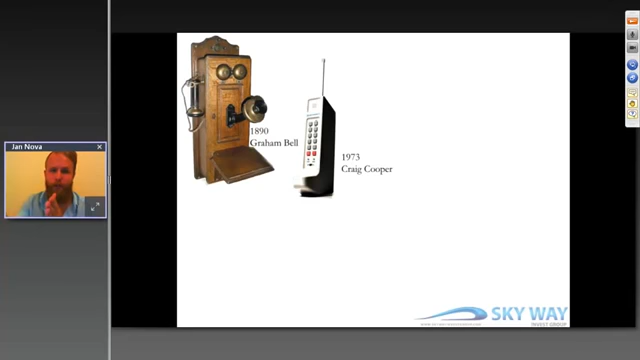 Jan Nova
1890
Graham Bell
1973
Craig Cooper
SKY WAY
INVEST GROUP